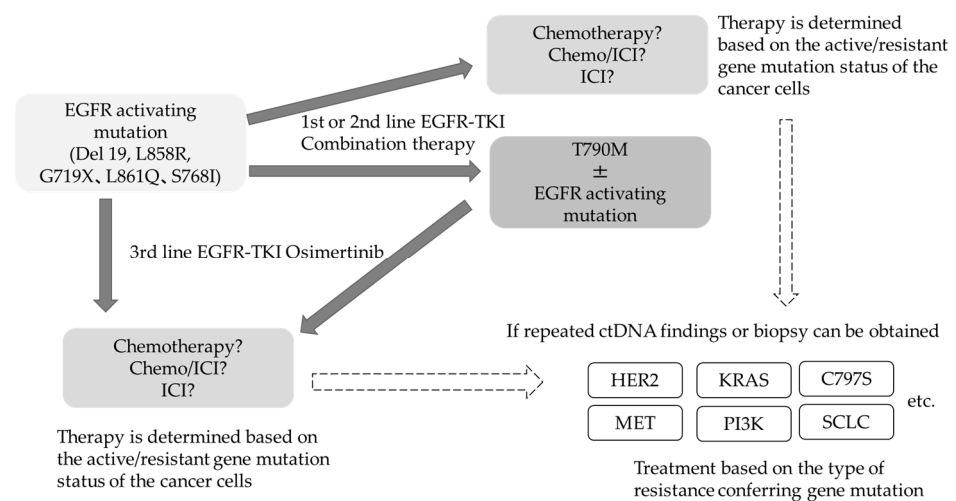 Chemotherapy?
Chemo/ICI?
ICI?
Therapy is determined
based on the active/resistant
gene mutation status of the
cancer cells
EGFR activating
mutation
(Del 19, L858R,
G719X、L861Q、S768I)
1st or 2nd line EGFR-TKI
Combination therapy
T790M
±
EGFR activating
mutation
3rd line EGFR-TKI Osimertinib
Chemotherapy?
Chemo/ICI?
ICI?
Therapy is determined based on
the active/resistant gene mutation
status of the cancer cells
If repeated ctDNA findings or biopsy can be obtained
HER2
KRAS
C797S
MET
PI3K
SCLC
etc.
Treatment based on the type of
resistance conferring gene mutation